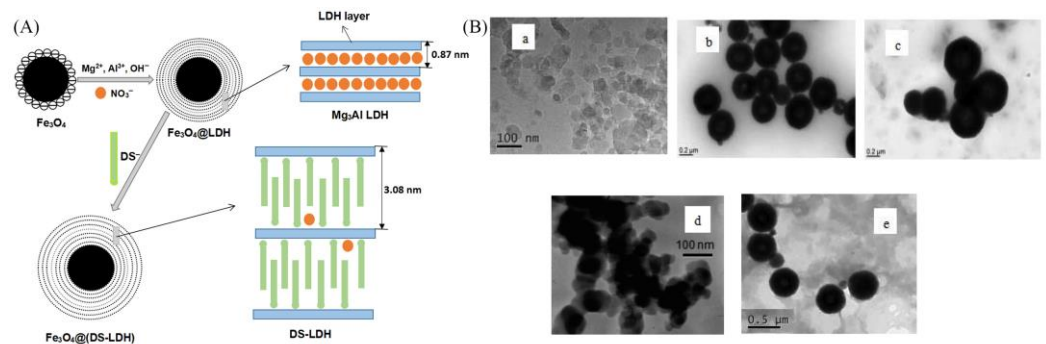 (A)
LDH layer
0.87 nm
Mg²⁺, Al³⁺, OH⁻
NO₃⁻
Fe₃O₄
Fe₃O₄@LDH
Mg₃Al LDH
DS⁻
3.08 nm
Fe₃O₄@(DS-LDH)
DS-LDH
(B)
a
100 nm
b
0.2 µm
c
0.2 µm
d
100 nm
e
0.5 µm